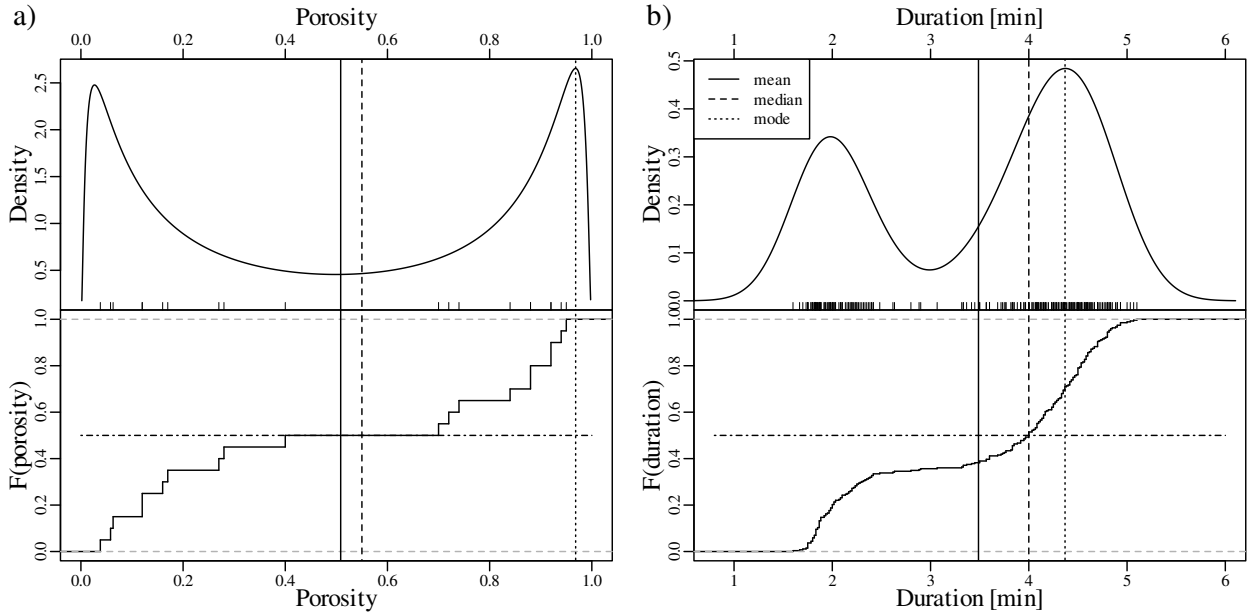 a)
Porosity
0.0 0.2 0.4 0.6 0.8 1.0
Density
0.5 1.0 1.5 2.0 2.5
F(porosity)
0.0 0.2 0.4 0.6 0.8 1.0
0.0 0.2 0.4 0.6 0.8 1.0
Porosity
b)
Duration [min]
1 2 3 4 5 6
mean
median
mode
Density
0.0 0.1 0.2 0.3 0.4 0.5
F(duration)
0.0 0.2 0.4 0.6 0.8 1.00
1 2 3 4 5 6
Duration [min]